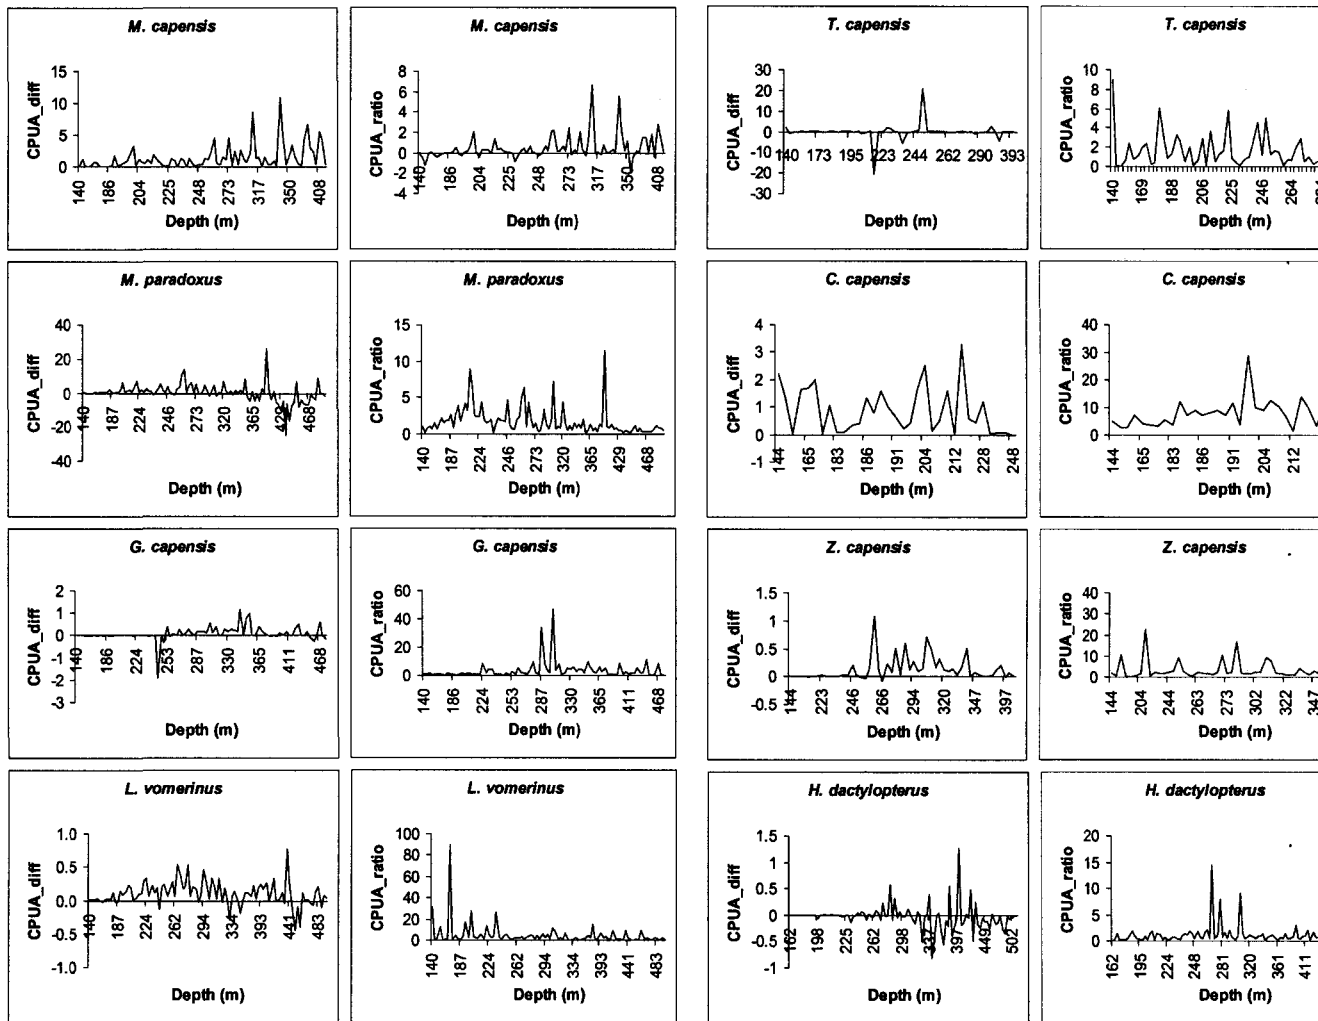 M. capensis
CPUA_diff
15
10
5
0
140 186 204 225 248 273 317 350 408
Depth (m)
M. capensis
CPUA_ratio
8
6
4
2
0
-2
-4
140 186 204 225 248 273 317 350 408
Depth (m)
T. capensis
CPUA_diff
30
20
10
0
-10
-20
-30
140 173 195 223 244 262 290 393
Depth (m)
T. capensis
CPUA_ratio
10
8
6
4
2
0
140 169 186 206 225 246 264
Depth (m)
M. paradoxus
CPUA_diff
40
20
0
-20
-40
140 187 224 246 273 320 365 429 468
Depth (m)
M. paradoxus
CPUA_ratio
15
10
5
0
140 187 224 246 273 320 365 429 468
Depth (m)
C. capensis
CPUA_diff
4
3
2
1
0
-1
144 165 183 186 191 204 212 228 248
Depth (m)
C. capensis
CPUA_ratio
40
30
20
10
0
144 165 183 186 191 204 212
Depth (m)
G. capensis
CPUA_diff
2
1
0
-1
-2
-3
140 186 224 253 287 330 365 411 468
Depth (m)
G. capensis
CPUA_ratio
60
40
20
0
140 186 224 253 287 330 365 411 468
Depth (m)
Z. capensis
CPUA_diff
1.5
1
0.5
0
-0.5
144 223 246 266 294 320 347 397
Depth (m)
Z. capensis
CPUA_ratio
40
30
20
10
0
144 204 244 263 273 302 322 347
Depth (m)
L. vomerinus
CPUA_diff
1.0
0.5
0.0
-0.5
-1.0
140 187 224 262 294 334 393 441 483
Depth (m)
L. vomerinus
CPUA_ratio
100
80
60
40
20
0
140 187 224 262 294 334 393 441 483
Depth (m)
H. dactylopterus
CPUA_diff
1.5
1
0.5
0
-0.5
-1
162 198 225 262 298 337 397 449 502
Depth (m)
H. dactylopterus
CPUA_ratio
20
15
10
5
0
162 195 224 248 281 320 361 411
Depth (m)